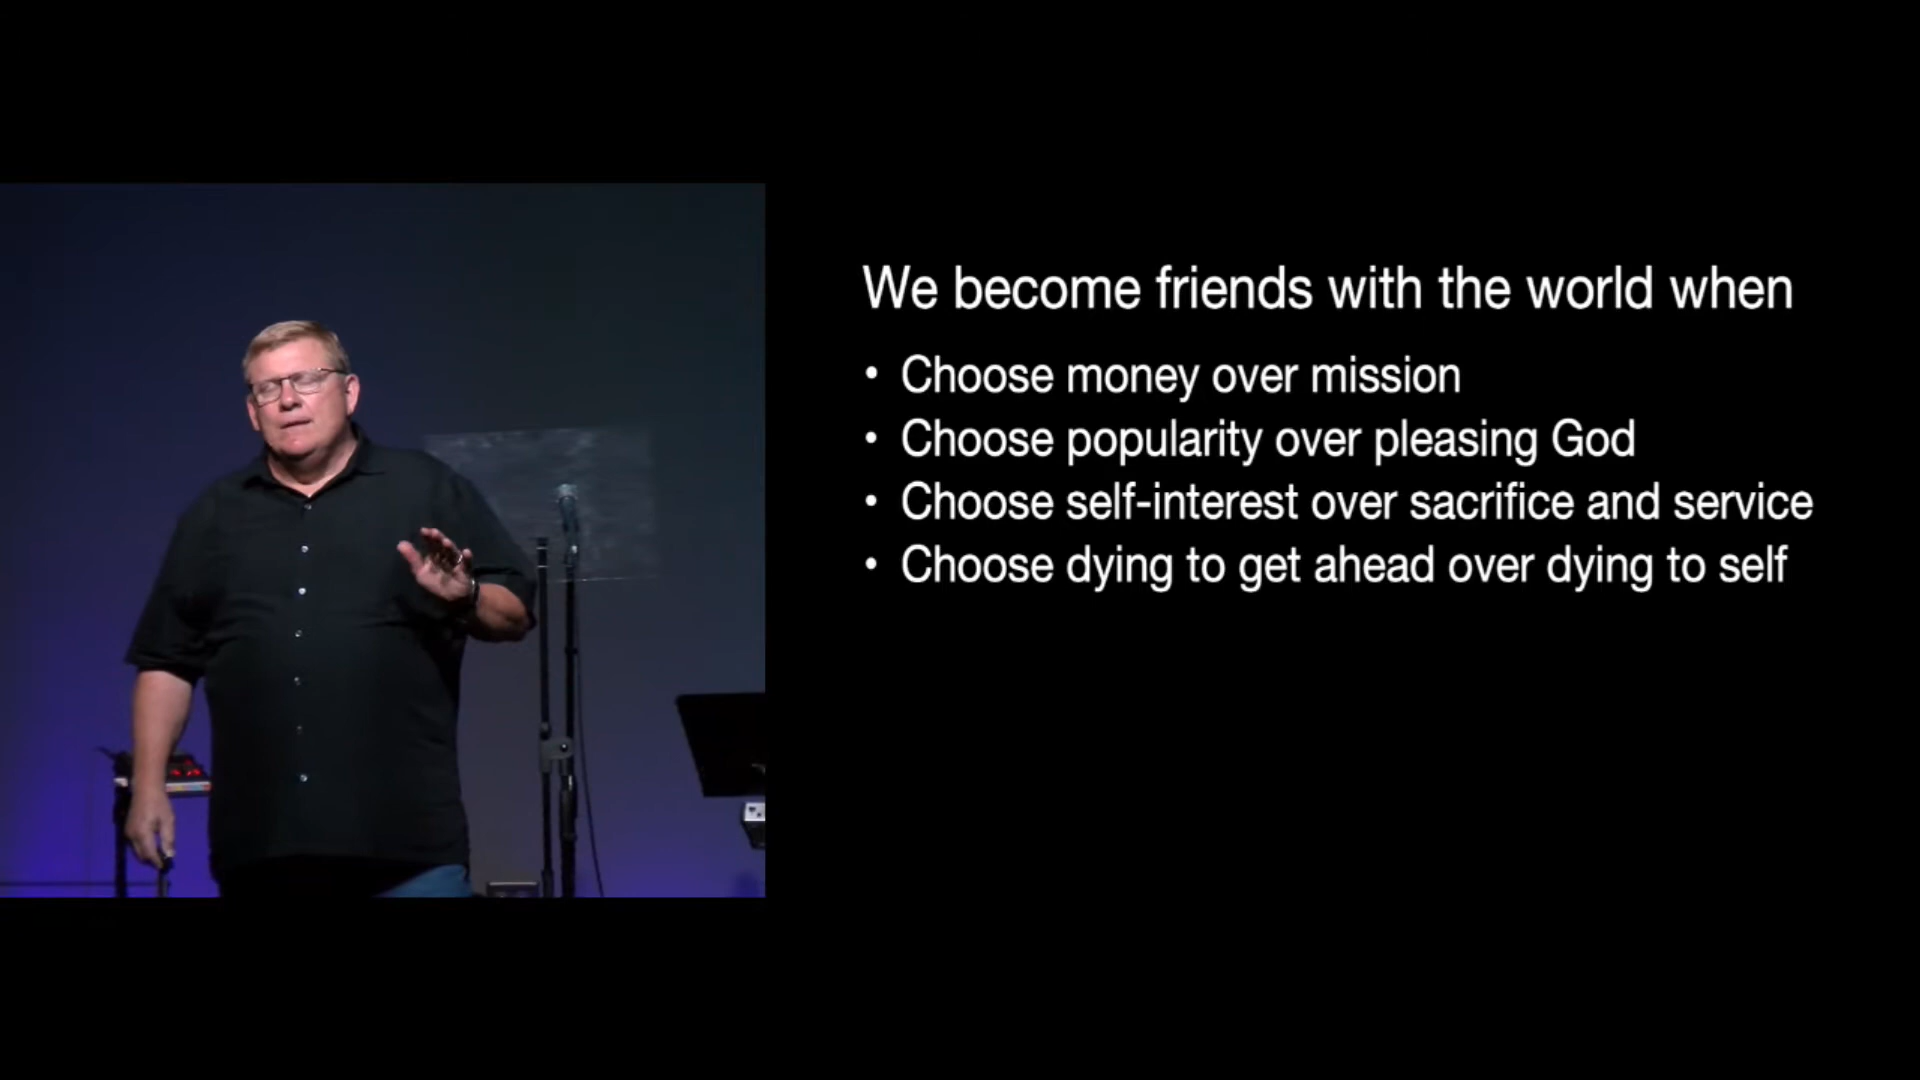 We become friends with the world when
• Choose money over mission
• Choose popularity over pleasing God
• Choose self-interest over sacrifice and service
• Choose dying to get ahead over dying to self